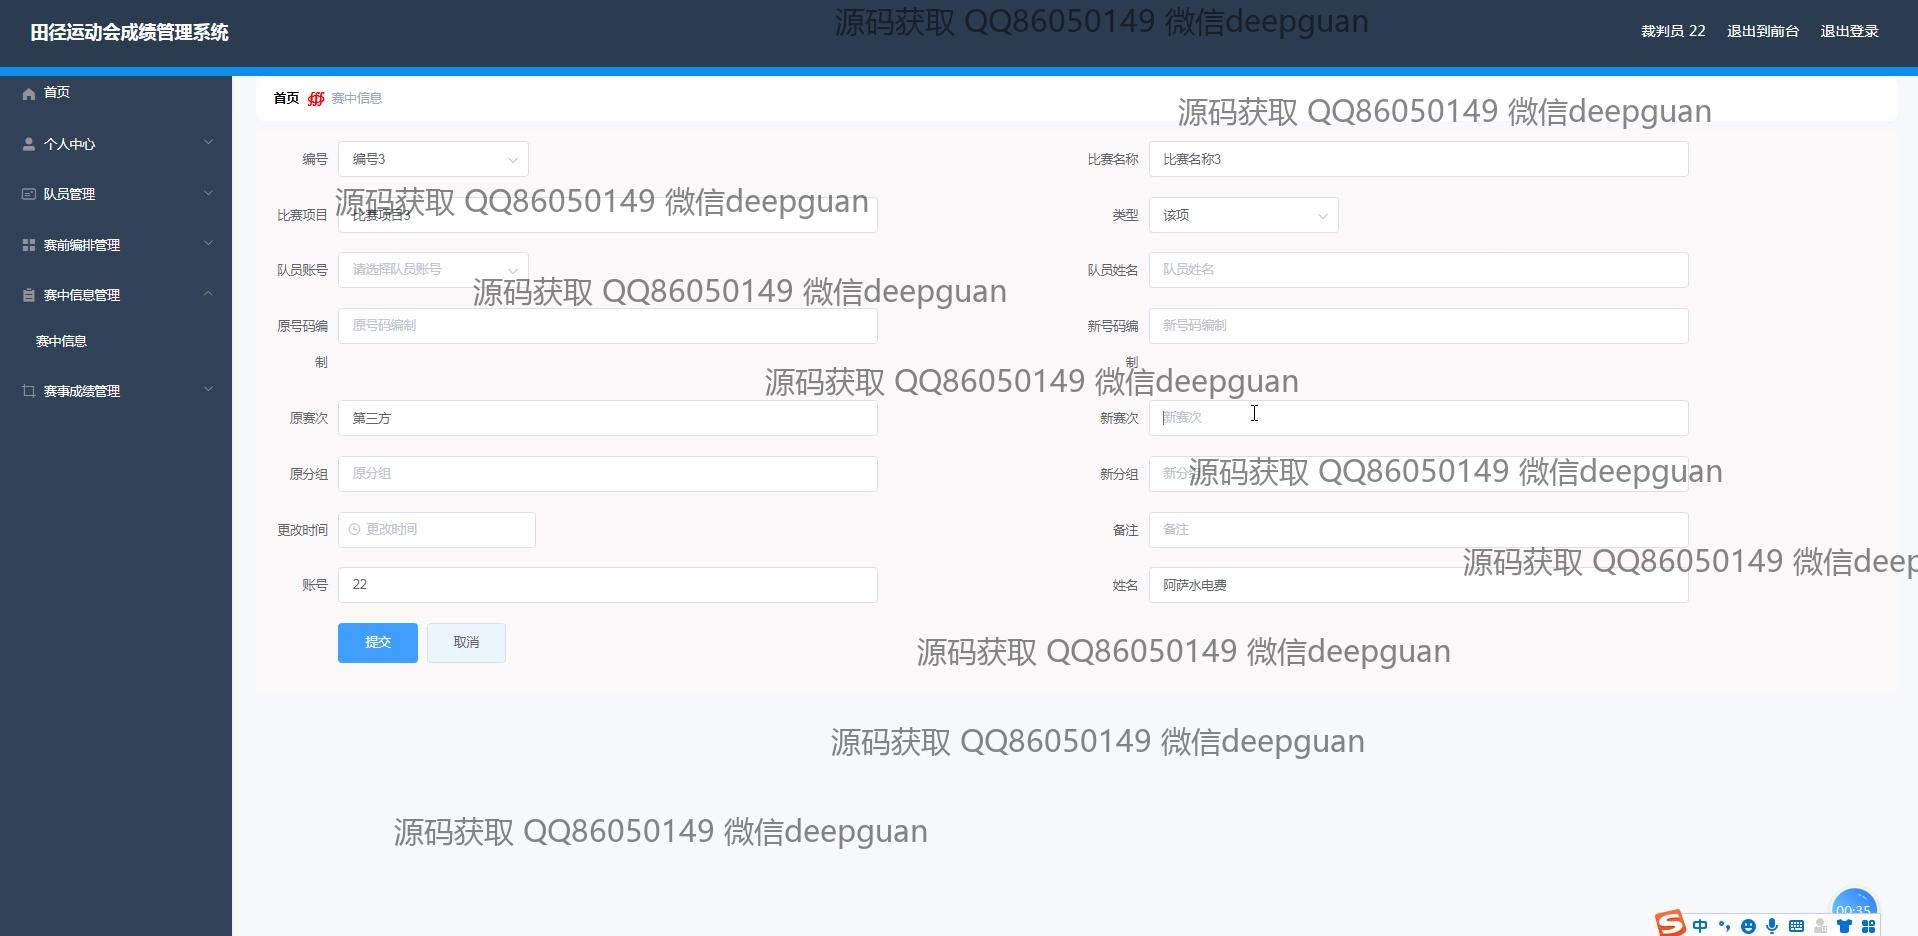 田径运动会成绩管理系统
源码获取 QQ86050149 微信deepguan
裁判员 22 退出到前台 退出登录
首页
个人中心
队员管理
赛前编排管理
赛中信息管理
赛中信息
赛事成绩管理
首页 赛中信息
源码获取 QQ86050149 微信deepguan
编号 编号3 比赛名称 比赛名称3
源码获取 QQ86050149 微信deepguan
比赛项目 比赛项目3 类型 该项
队员账号 请选择队员账号 队员姓名 队员姓名
源码获取 QQ86050149 微信deepguan
原号码编制 原号码编制 新号码编制 新号码编制
源码获取 QQ86050149 微信deepguan
原赛次 第三方 新赛次 新赛次
原分组 原分组 新分组 新分组
源码获取 QQ86050149 微信deepguan
更改时间 更改时间 备注 备注
源码获取 QQ86050149 微信deep
账号 22 姓名 阿萨水电费
提交 取消
源码获取 QQ86050149 微信deepguan
源码获取 QQ86050149 微信deepguan
源码获取 QQ86050149 微信deepguan
00:35
中